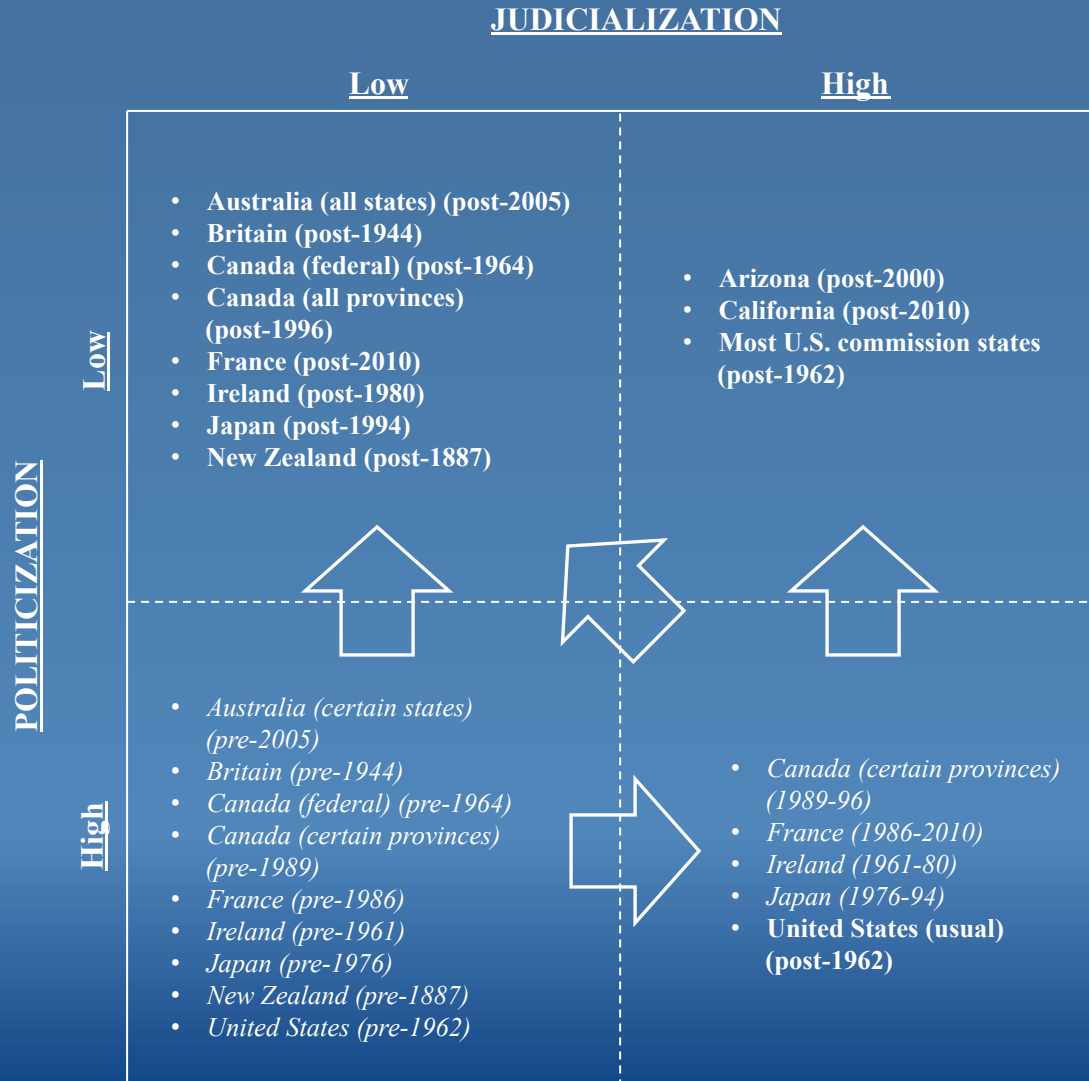 JUDICIALIZATION
Low
High
POLITICIZATION
Low
• Australia (all states) (post-2005)
• Britain (post-1944)
• Canada (federal) (post-1964)
• Canada (all provinces)
(post-1996)
• France (post-2010)
• Ireland (post-1980)
• Japan (post-1994)
• New Zealand (post-1887)
• Arizona (post-2000)
• California (post-2010)
• Most U.S. commission states
(post-1962)
High
• Australia (certain states)
(pre-2005)
• Britain (pre-1944)
• Canada (federal) (pre-1964)
• Canada (certain provinces)
(pre-1989)
• France (pre-1986)
• Ireland (pre-1961)
• Japan (pre-1976)
• New Zealand (pre-1887)
• United States (pre-1962)
• Canada (certain provinces)
(1989-96)
• France (1986-2010)
• Ireland (1961-80)
• Japan (1976-94)
• United States (usual)
(post-1962)